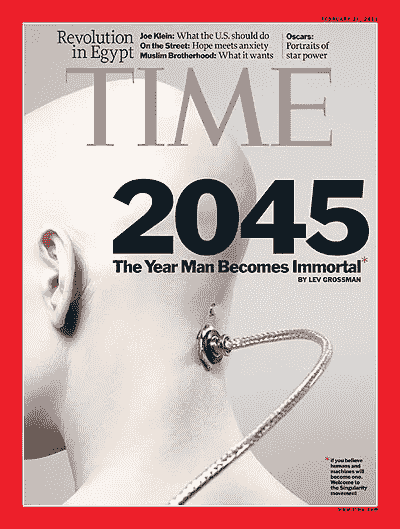 Revolution
in Egypt
Joe Klein: What the U.S. should do
On the Street: Hope meets anxiety
Muslim Brotherhood: What it wants
Oscars:
Portraits of
star power
TIME
2045
The Year Man Becomes Immortal*
BY LEV GROSSMAN
*If you believe
humans and
machines will
become one.
Welcome to
the Singularity
movement